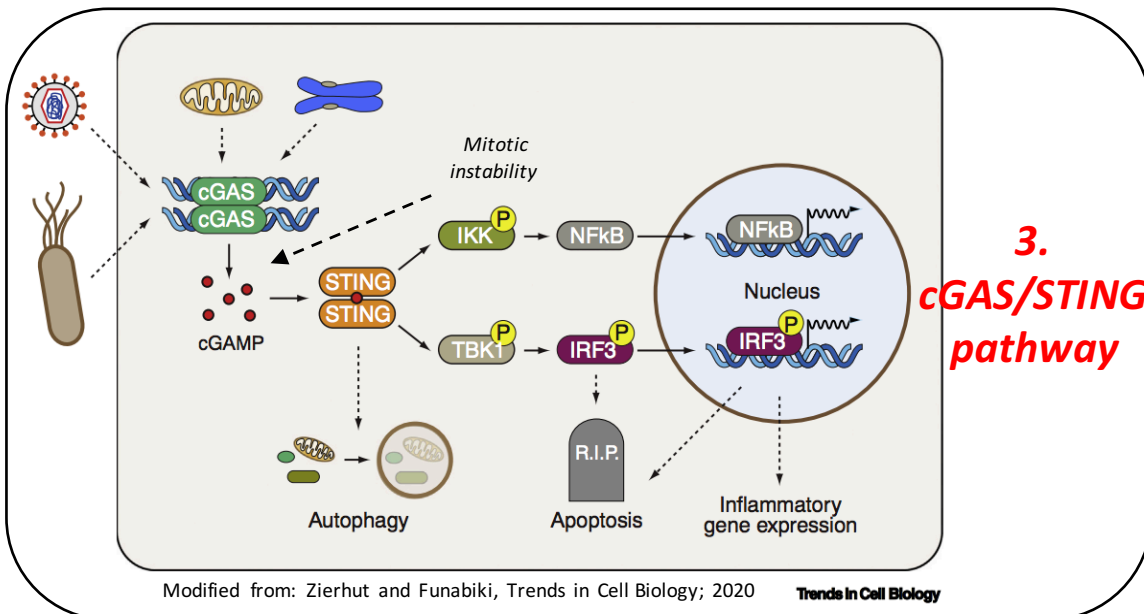 Mitotic
instability
cGAS
cGAS
P
IKK
NFkB
NFkB
3.
cGAS/STING
pathway
STING
STING
Nucleus
cGAMP
P
TBK1
P
IRF3
P
IRF3
R.I.P.
Autophagy
Apoptosis
Inflammatory
gene expression
Modified from: Zierhut and Funabiki, Trends in Cell Biology; 2020
Trends in Cell Biology